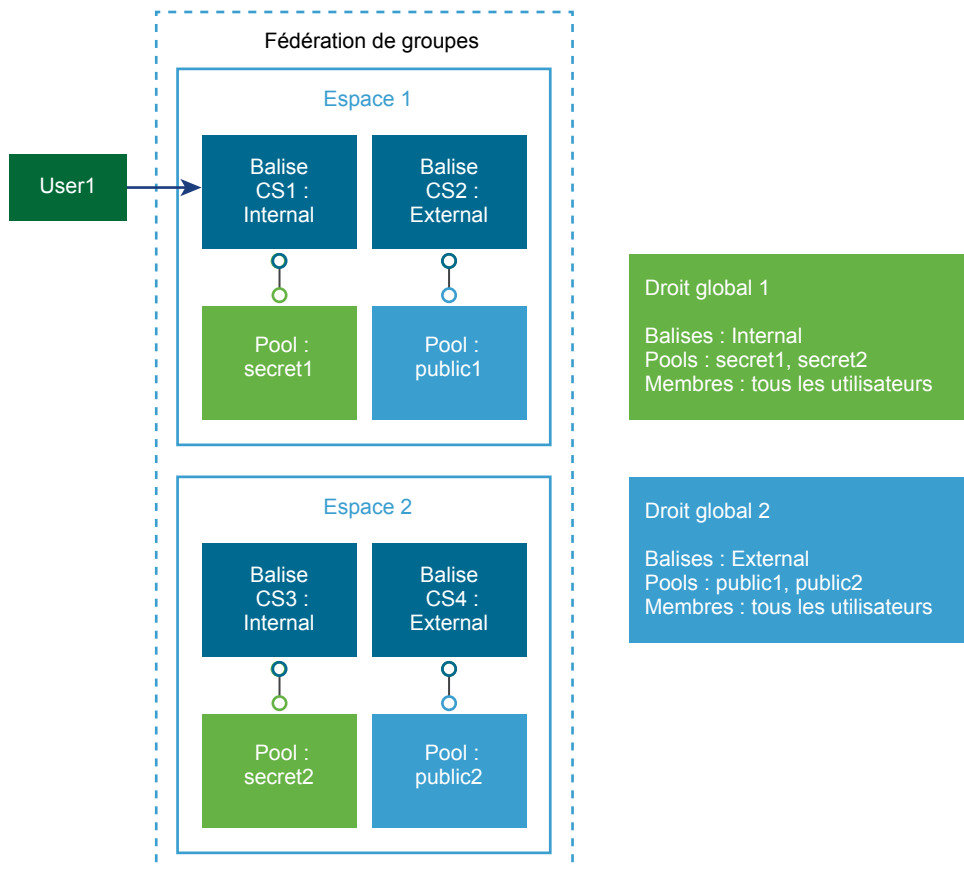 Fédération de groupes
Espace 1
User1
Balise
CS1 :
Internal
Balise
CS2 :
External
Pool :
secret1
Pool :
public1
Droit global 1
Balises : Internal
Pools : secret1, secret2
Membres : tous les utilisateurs
Espace 2
Balise
CS3 :
Internal
Balise
CS4 :
External
Pool :
secret2
Pool :
public2
Droit global 2
Balises : External
Pools : public1, public2
Membres : tous les utilisateurs